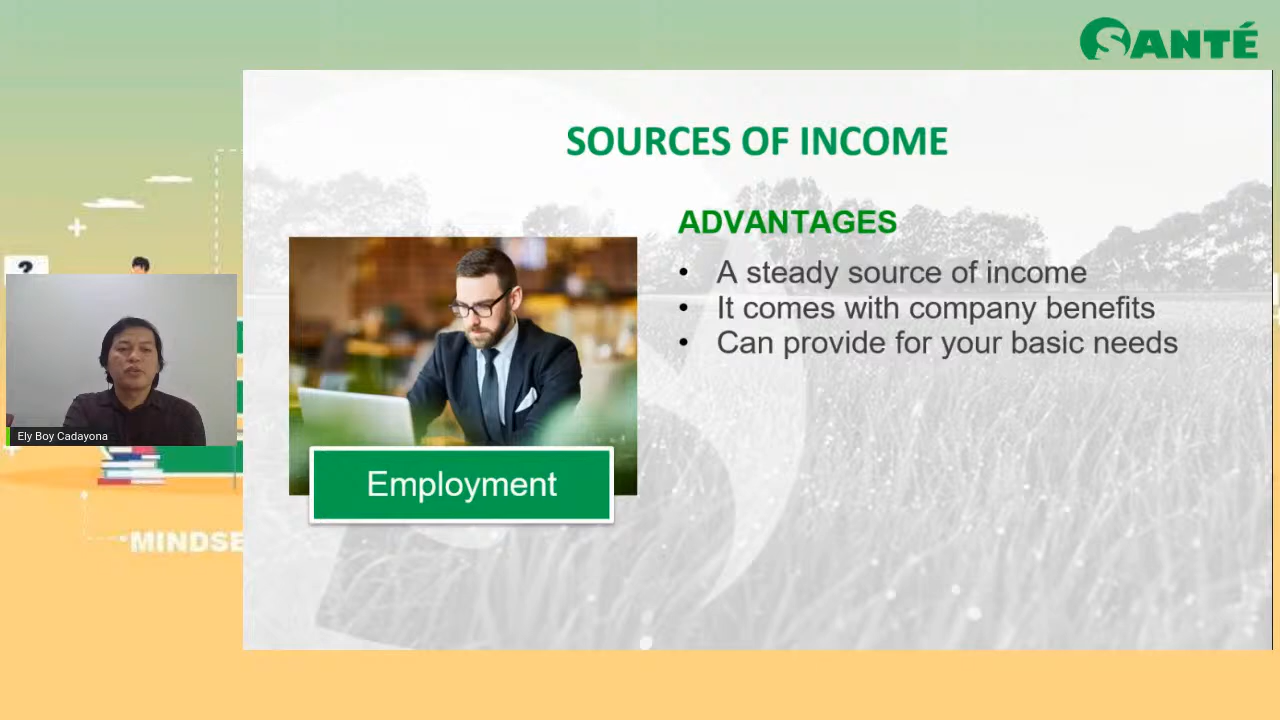 SANTÉ
SOURCES OF INCOME
ADVANTAGES
• A steady source of income
• It comes with company benefits
• Can provide for your basic needs
?
Ely Boy Cadayona
Employment
MINDSE